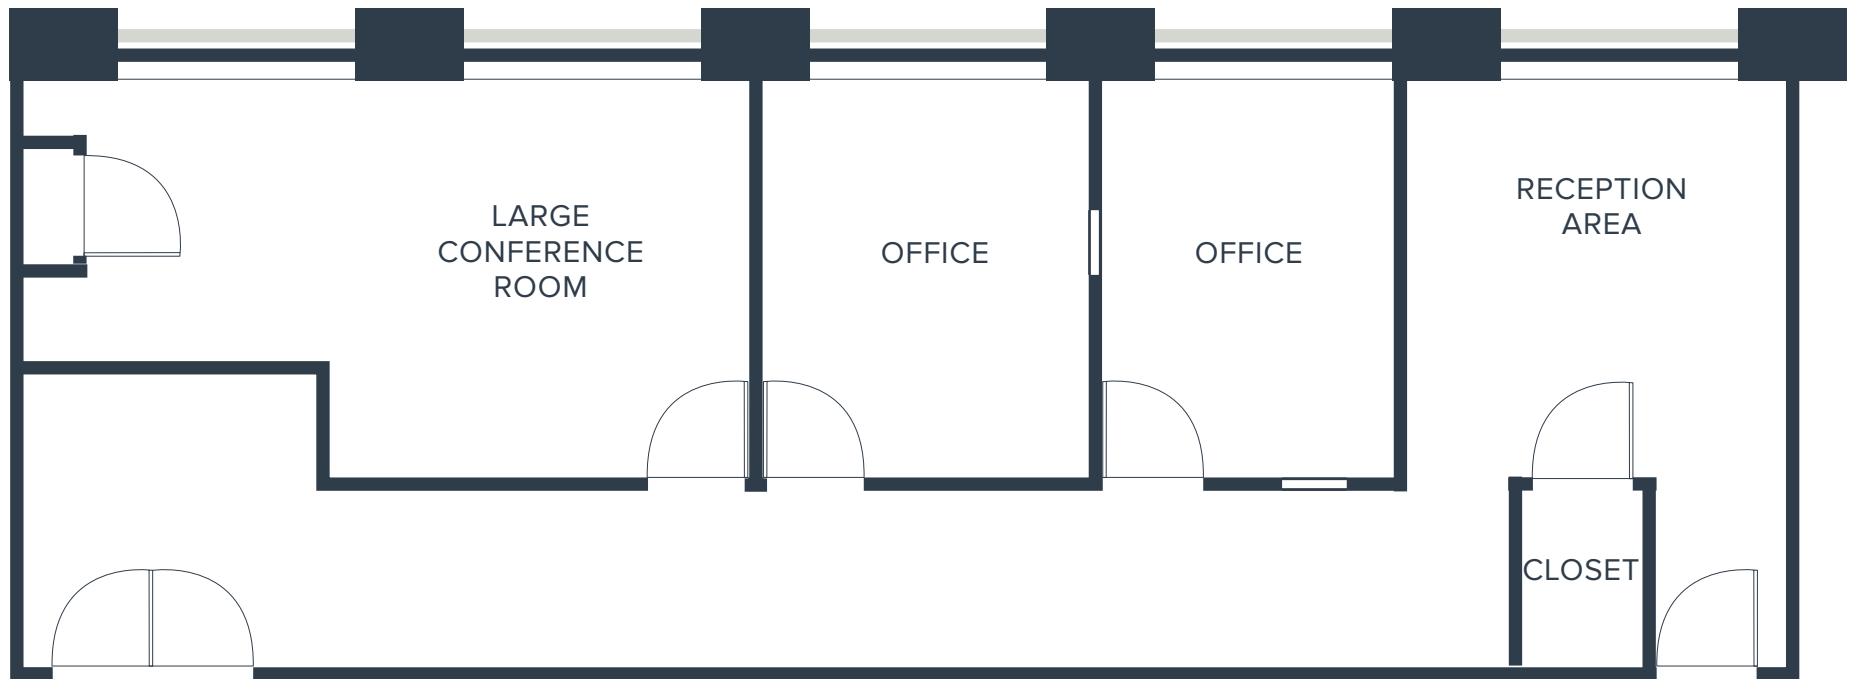 LARGE
CONFERENCE
ROOM
OFFICE
OFFICE
RECEPTION
AREA
CLOSET